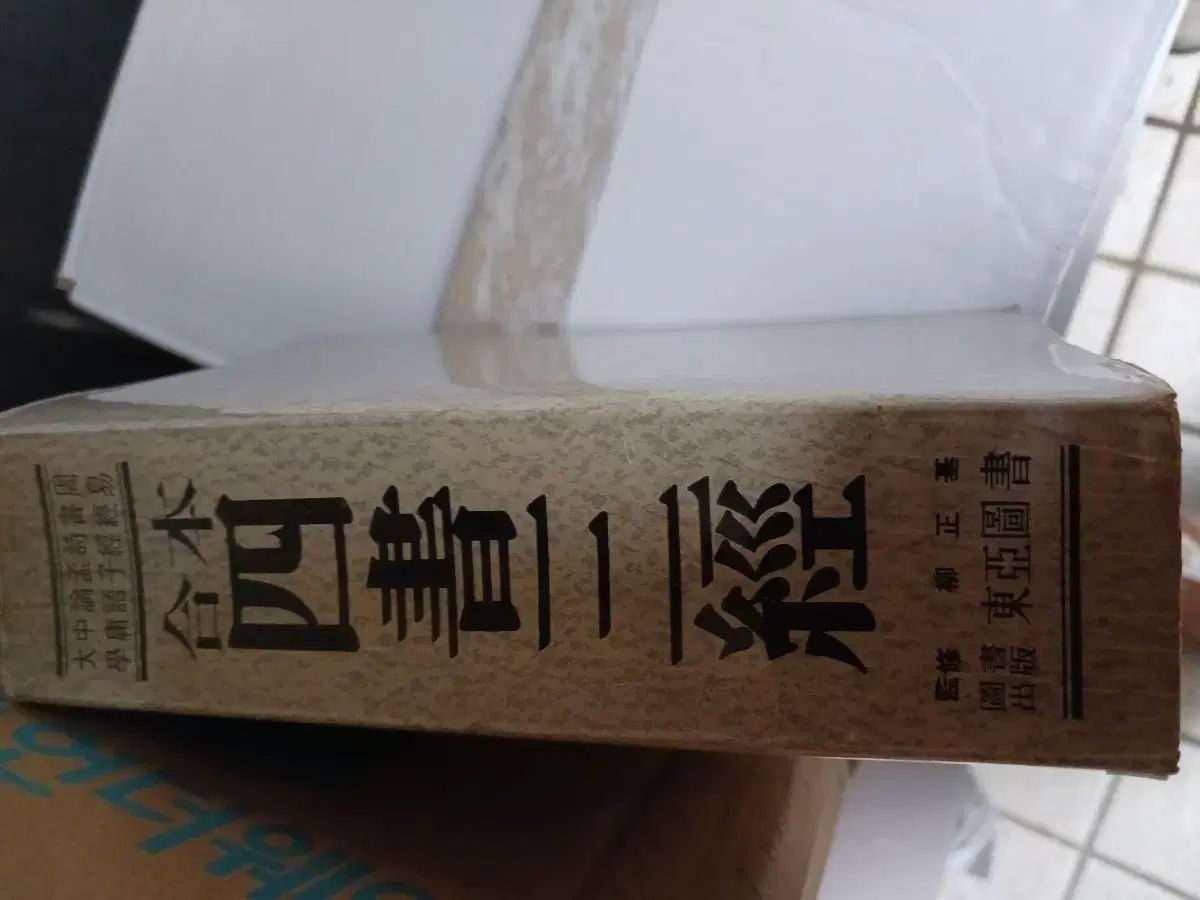 大中論孟詩書周
學庸語子經經易
合本
四書三經
監修 柳正基
圖書
出版 東亞圖書